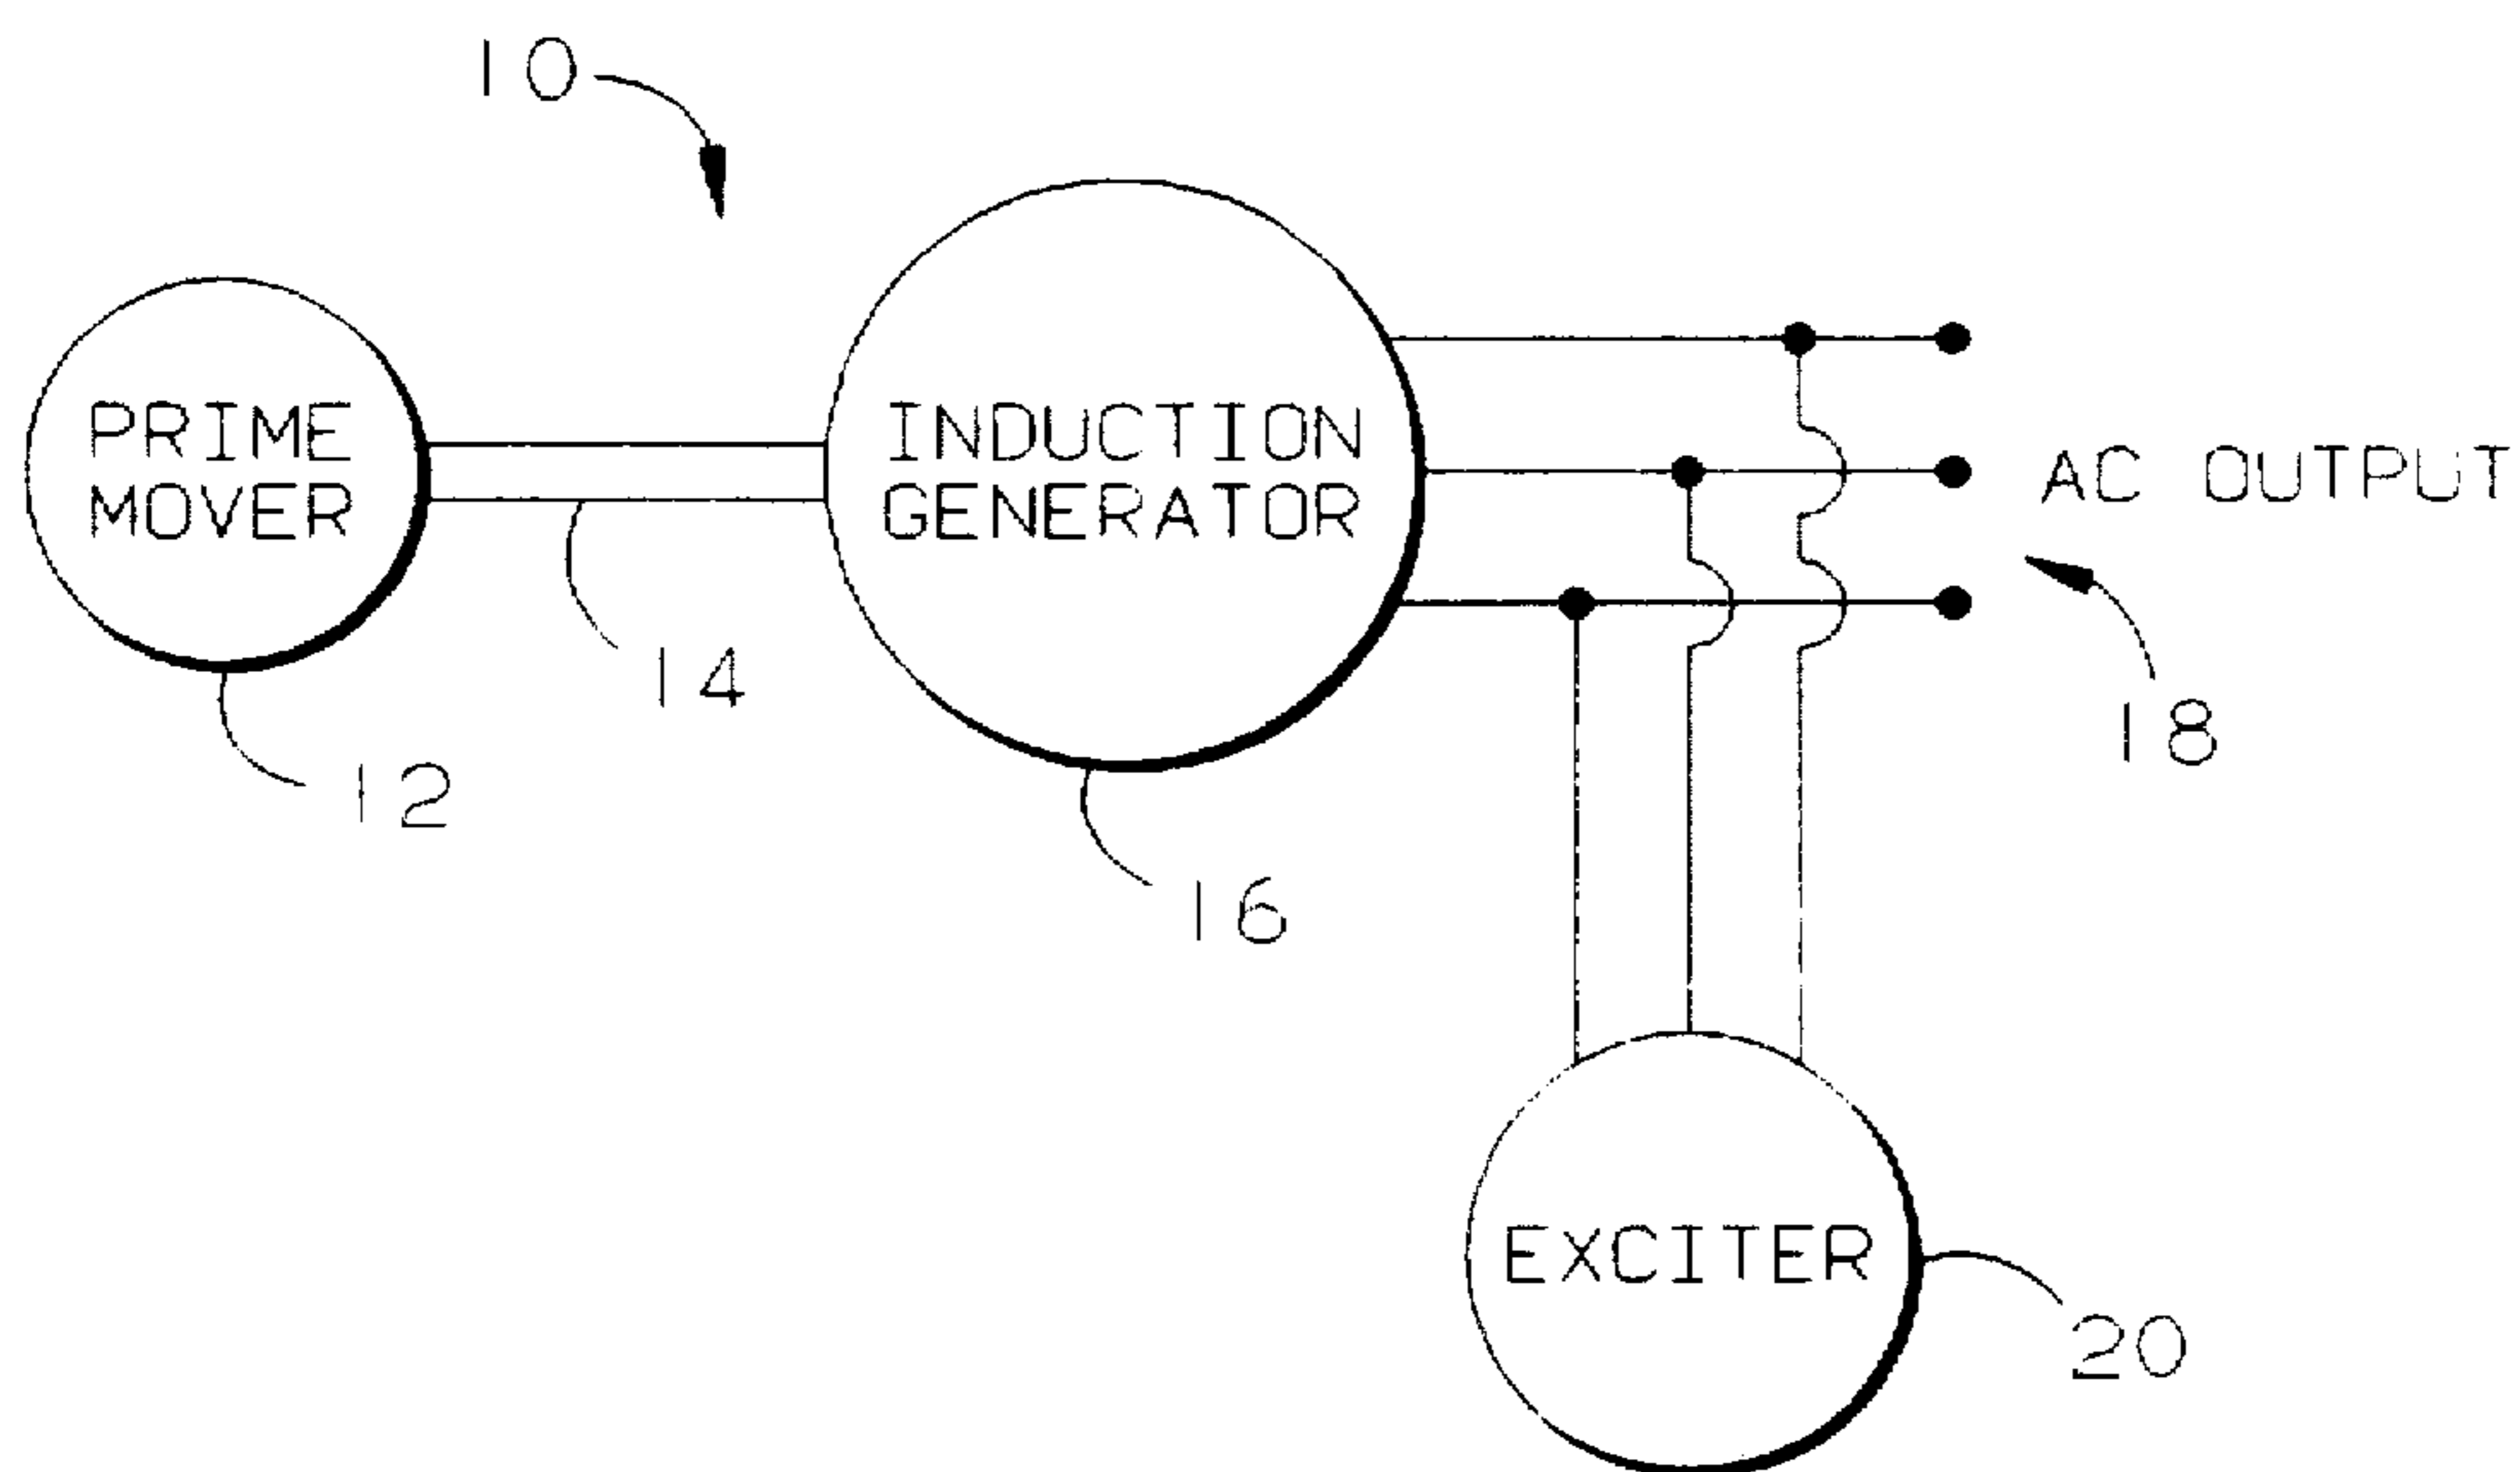 10
PRIME
MOVER
INDUCTION
GENERATOR
AC OUTPUT
14
18
12
16
EXCITER
20